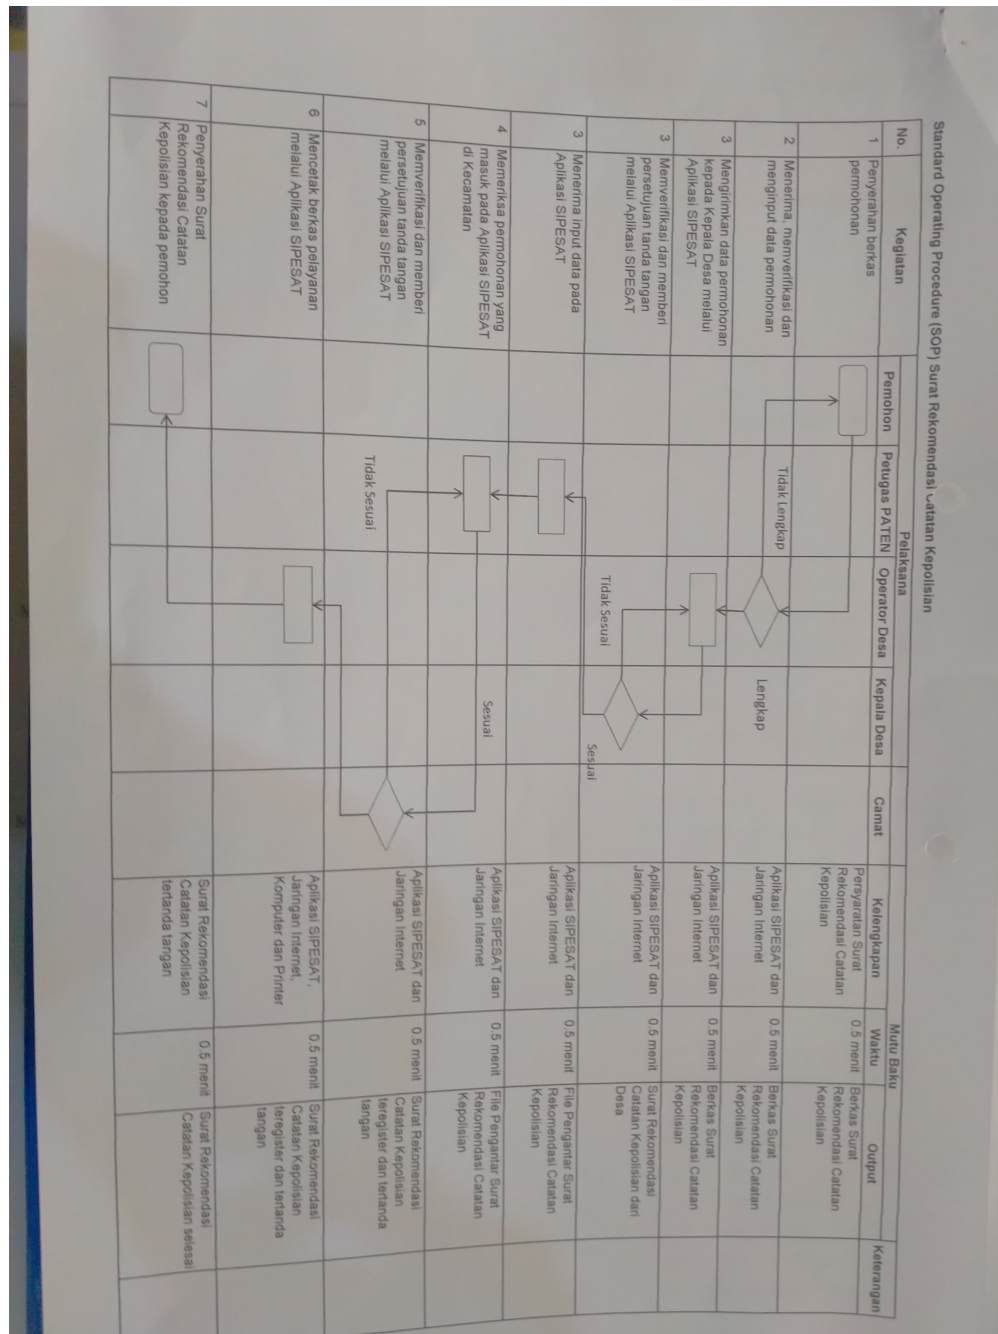 Standard Operating Procedure (SOP) Surat Rekomendasi Catatan Kepolisian
No.
Kegiatan
Pelaksana
Mutu Baku
Keterangan
Pemohon
Petugas PATEN
Operator Desa
Kepala Desa
Camat
Kelengkapan
Waktu
Output
1
Penyerahan berkas
permohonan
Persyaratan Surat
Rekomendasi Catatan
Kepolisian
0.5 menit
Berkas Surat
Rekomendasi Catatan
Kepolisian
2
Menerima, memverifikasi dan
menginput data permohonan
Tidak Lengkap
Lengkap
Aplikasi SIPESAT dan
Jaringan Internet
0.5 menit
Berkas Surat
Rekomendasi Catatan
Kepolisian
3
Mengirimkan data permohonan
kepada Kepala Desa melalui
Aplikasi SIPESAT
Aplikasi SIPESAT dan
Jaringan Internet
0.5 menit
Berkas Surat
Rekomendasi Catatan
Kepolisian
3
Memverifikasi dan memberi
persetujuan tanda tangan
melalui Aplikasi SIPESAT
Tidak Sesuai
Sesuai
Aplikasi SIPESAT dan
Jaringan Internet
0.5 menit
Surat Rekomendasi
Catatan Kepolisian dari
Desa
3
Menerima input data pada
Aplikasi SIPESAT
Aplikasi SIPESAT dan
Jaringan Internet
0.5 menit
File Pengantar Surat
Rekomendasi Catatan
Kepolisian
4
Memeriksa permohonan yang
masuk pada Aplikasi SIPESAT
di Kecamatan
Sesuai
Aplikasi SIPESAT dan
Jaringan Internet
0.5 menit
File Pengantar Surat
Rekomendasi Catatan
Kepolisian
5
Memverifikasi dan memberi
persetujuan tanda tangan
melalui Aplikasi SIPESAT
Tidak Sesuai
Aplikasi SIPESAT dan
Jaringan Internet
0.5 menit
Surat Rekomendasi
Catatan Kepolisian
teregister dan tertanda
tangan
6
Mencetak berkas pelayanan
melalui Aplikasi SIPESAT
Aplikasi SIPESAT,
Jaringan Internet,
Komputer dan Printer
0.5 menit
Surat Rekomendasi
Catatan Kepolisian
teregister dan tertanda
tangan
7
Penyerahan Surat
Rekomendasi Catatan
Kepolisian kepada pemohon
Surat Rekomendasi
Catatan Kepolisian
tertanda tangan
0.5 menit
Surat Rekomendasi
Catatan Kepolisian selesai